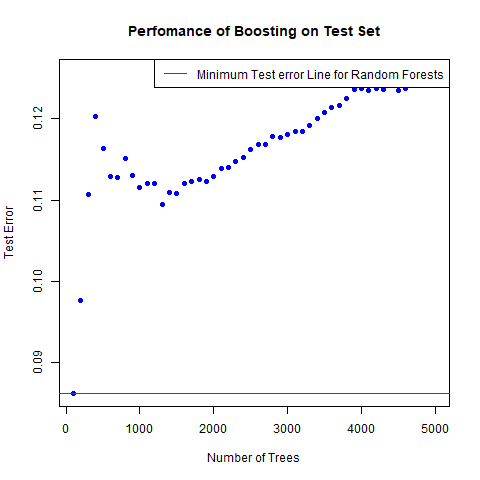 Perfomance of Boosting on Test Set
Minimum Test error Line for Random Forests
Test Error
0.12
0.11
0.10
0.09
0 1000 2000 3000 4000 5000
Number of Trees